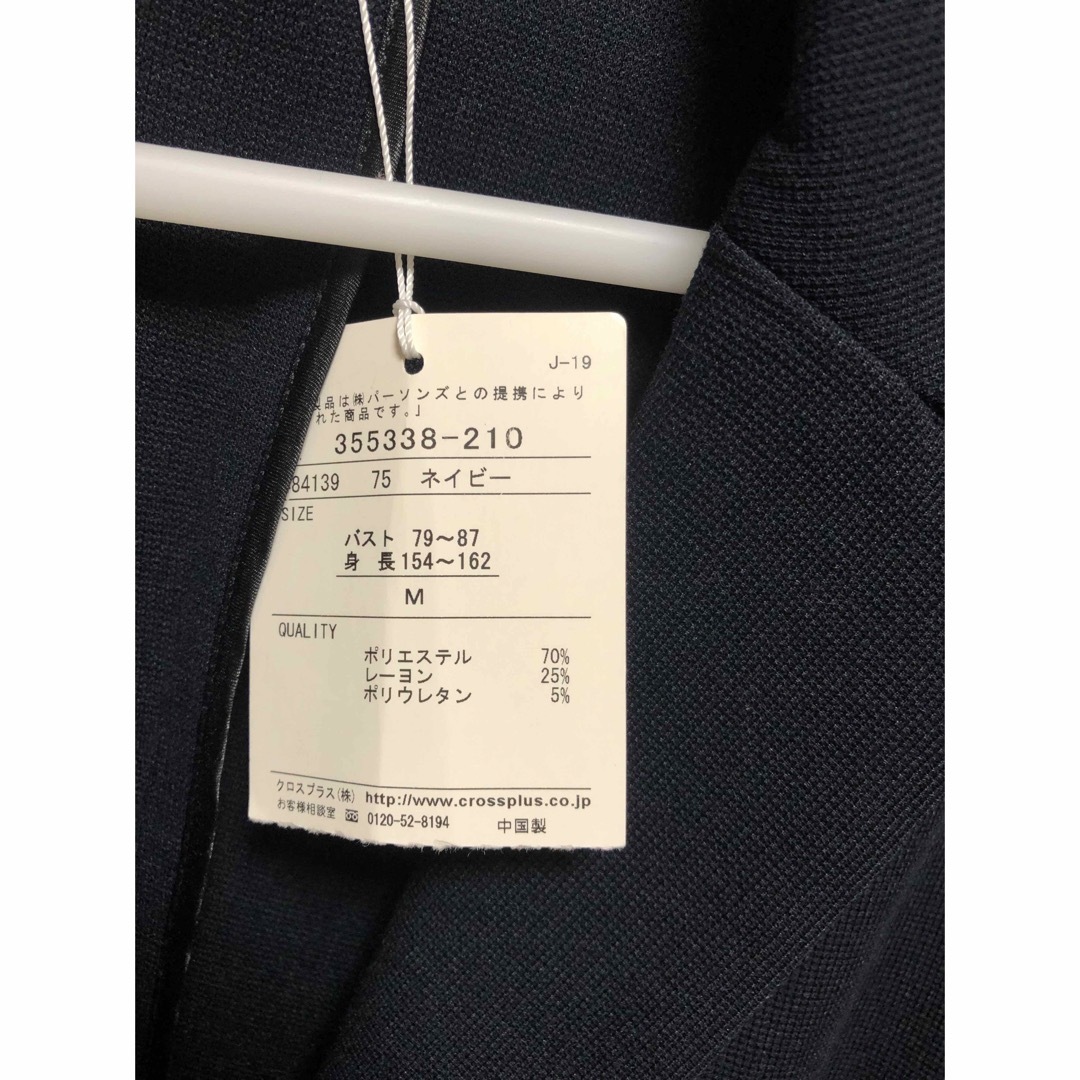 J-19
製品は㈱パーソンズとの提携により
れた商品です。」
355338-210
84139 75 ネイビー
SIZE
バスト 79〜87
身 長 154〜162
M
QUALITY
ポリエステル 70%
レーヨン 25%
ポリウレタン 5%
クロスプラス(株) http://www.crossplus.co.jp
お客様相談室 0120-52-8194 中国製